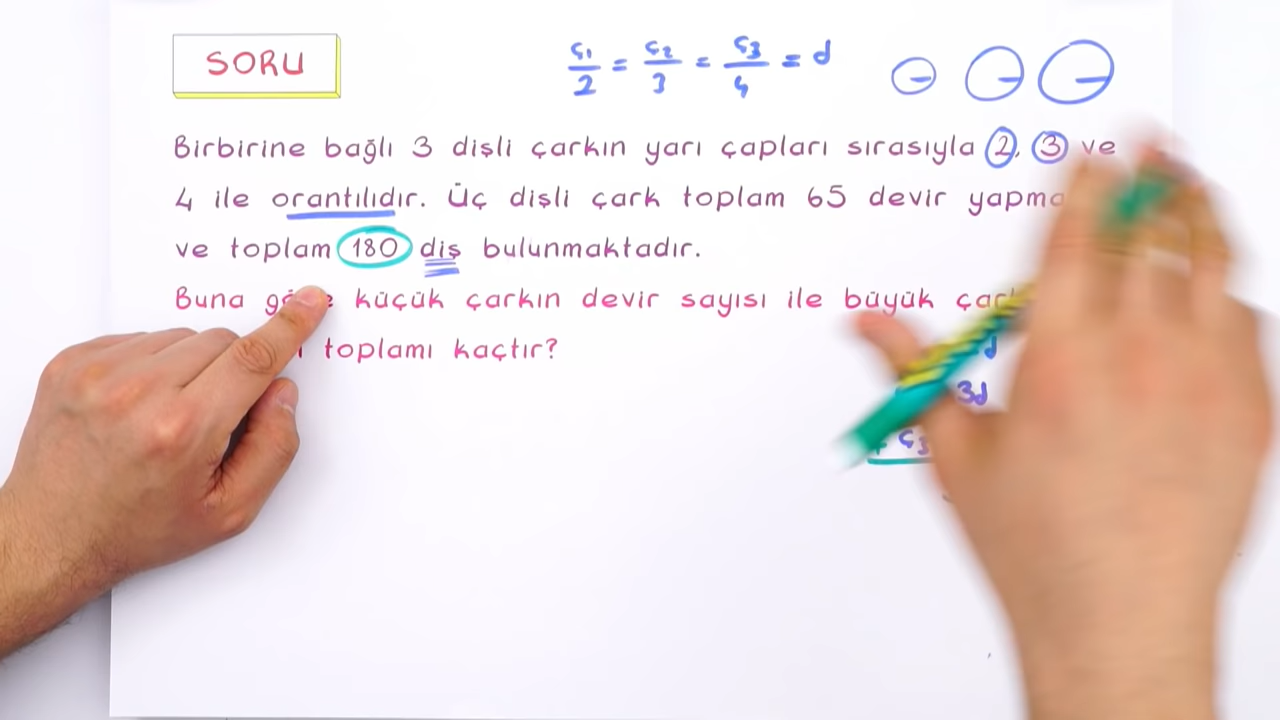 SORU
ç1/2 = ç2/3 = ç3/4 = d
Birbirine bağlı 3 dişli çarkın yarı çapları sırasıyla 2, 3 ve
4 ile orantılıdır. Üç dişli çark toplam 65 devir
ve toplam 180 diş bulunmaktadır.
Buna küçük çarkın devir sayısı ile büyük
toplamı kaçtır?
d
3d
+ ç3